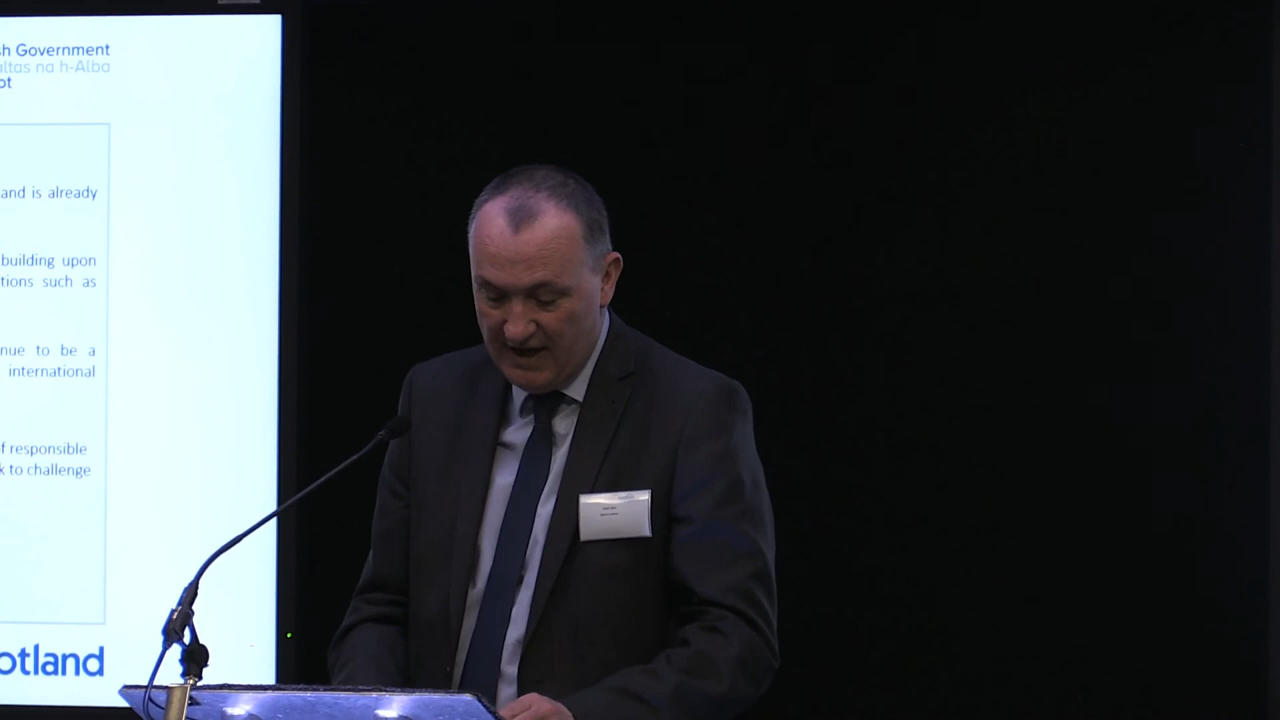 sh Government
altas na h-Alba
ot
and is already
building upon
tions such as
nue to be a
international
f responsible
k to challenge
otland